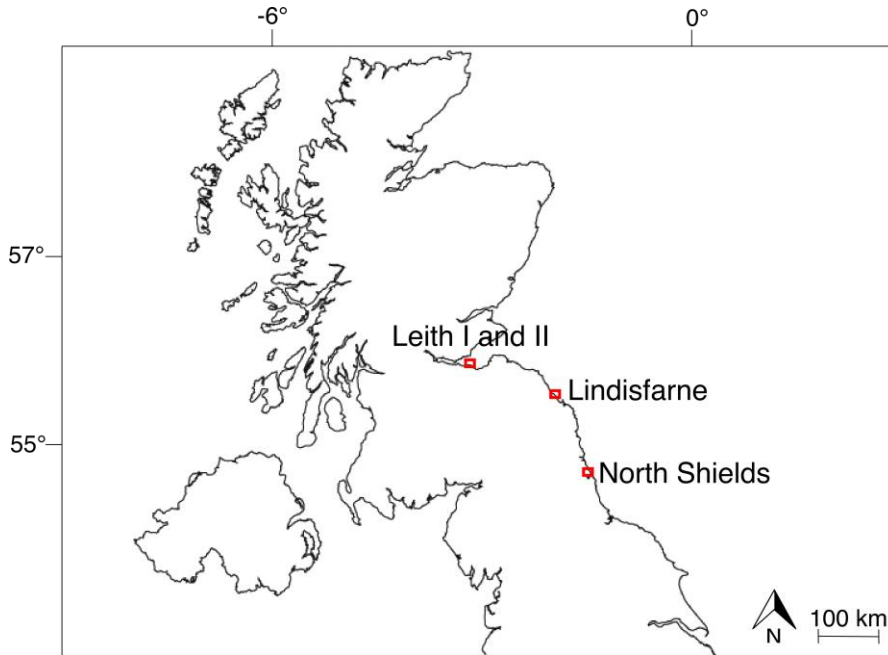 -6°
0°
57°
Leith I and II
Lindisfarne
55°
North Shields
N
100 km